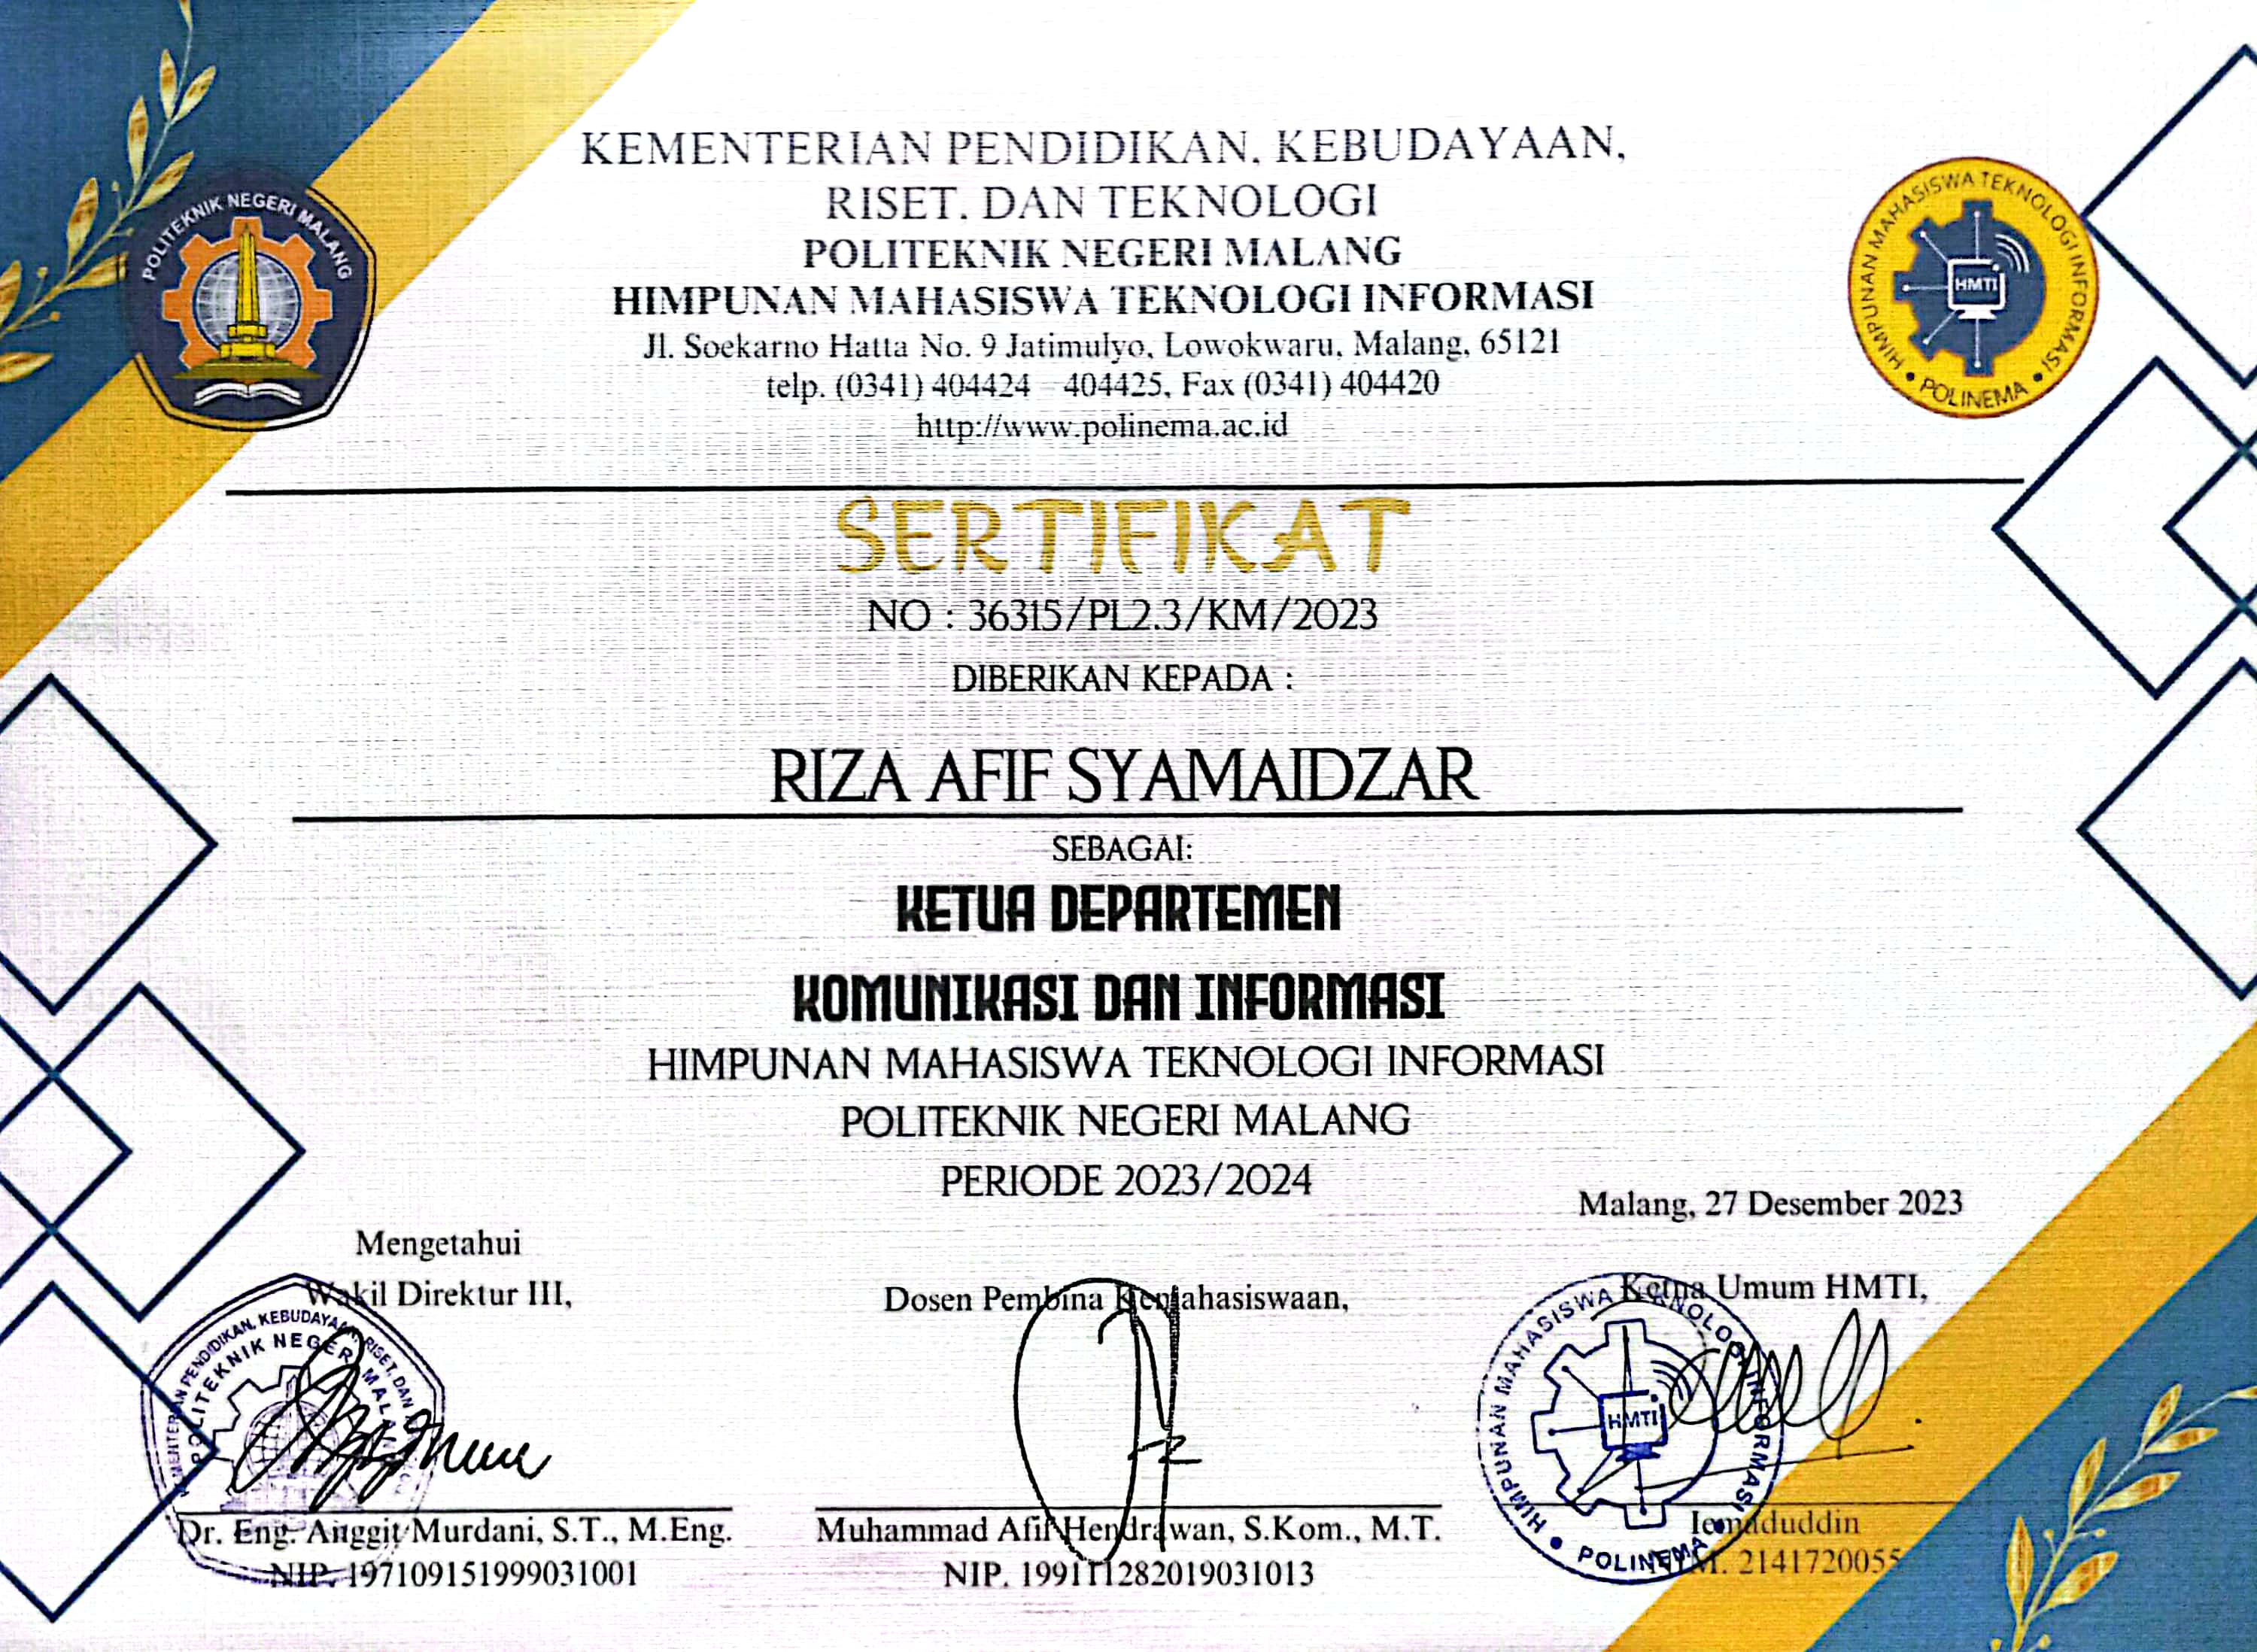 POLITEKNIK NEGERI MALANG
KEMENTERIAN PENDIDIKAN, KEBUDAYAAN,
RISET, DAN TEKNOLOGI
POLITEKNIK NEGERI MALANG
HIMPUNAN MAHASISWA TEKNOLOGI INFORMASI
Jl. Soekarno Hatta No. 9 Jatimulyo, Lowokwaru, Malang, 65121
telp. (0341) 404424 – 404425, Fax (0341) 404420
http://www.polinema.ac.id
HIMPUNAN MAHASISWA TEKNOLOGI INFORMASI
HMTI
• POLINEMA •
SERTIFIKAT
NO : 36315/PL2.3/KM/2023
DIBERIKAN KEPADA :
RIZA AFIF SYAMAIDZAR
SEBAGAI:
KETUA DEPARTEMEN
KOMUNIKASI DAN INFORMASI
HIMPUNAN MAHASISWA TEKNOLOGI INFORMASI
POLITEKNIK NEGERI MALANG
PERIODE 2023/2024
Malang, 27 Desember 2023
Mengetahui
Wakil Direktur III,
Dosen Pembina Kemahasiswaan,
Ketua Umum HMTI,
KEMENTERIAN PENDIDIKAN, KEBUDAYAAN, RISET, DAN
POLITEKNIK NEGERI MALANG
HIMPUNAN MAHASISWA TEKNOLOGI INFORMASI
HMTI
• POLINEMA •
Dr. Eng. Anggit Murdani, S.T., M.Eng.
NIP. 197109151999031001
Muhammad Afif Hendrawan, S.Kom., M.T.
NIP. 199111282019031013
Iemaduddin
NIM. 2141720055